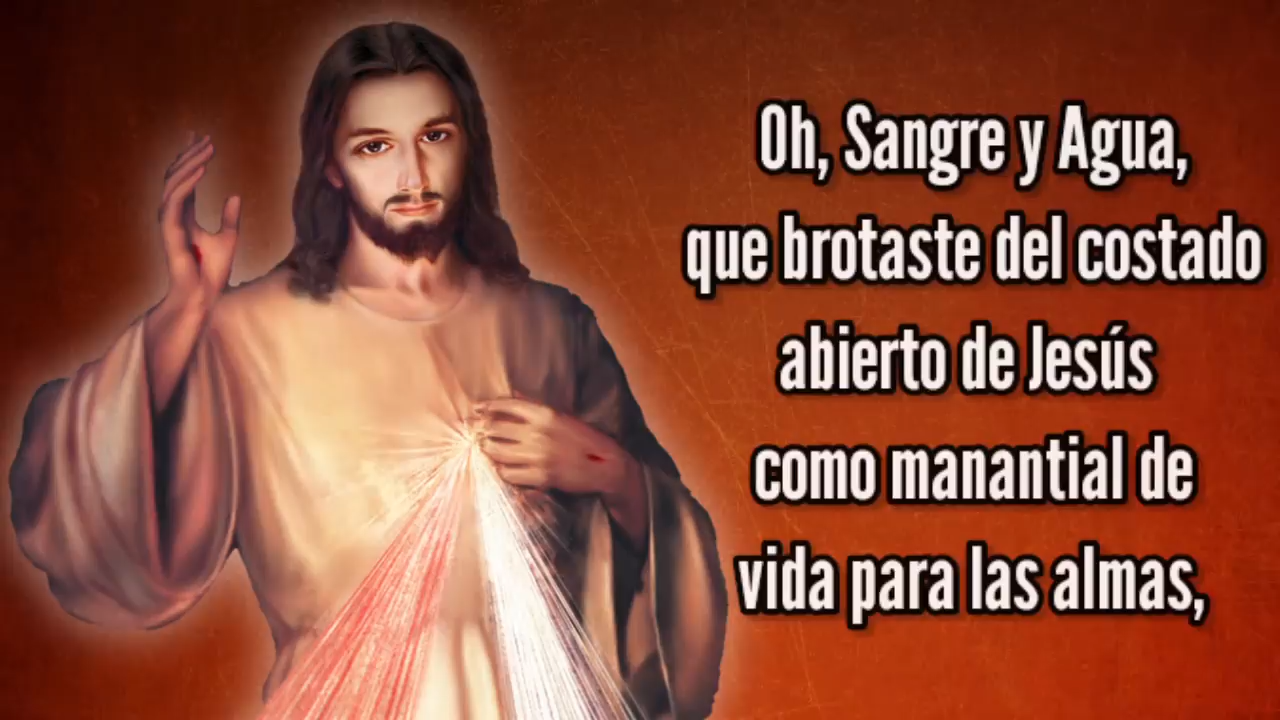 Oh, Sangre y Agua,
que brotaste del costado
abierto de Jesús
como manantial de
vida para las almas,